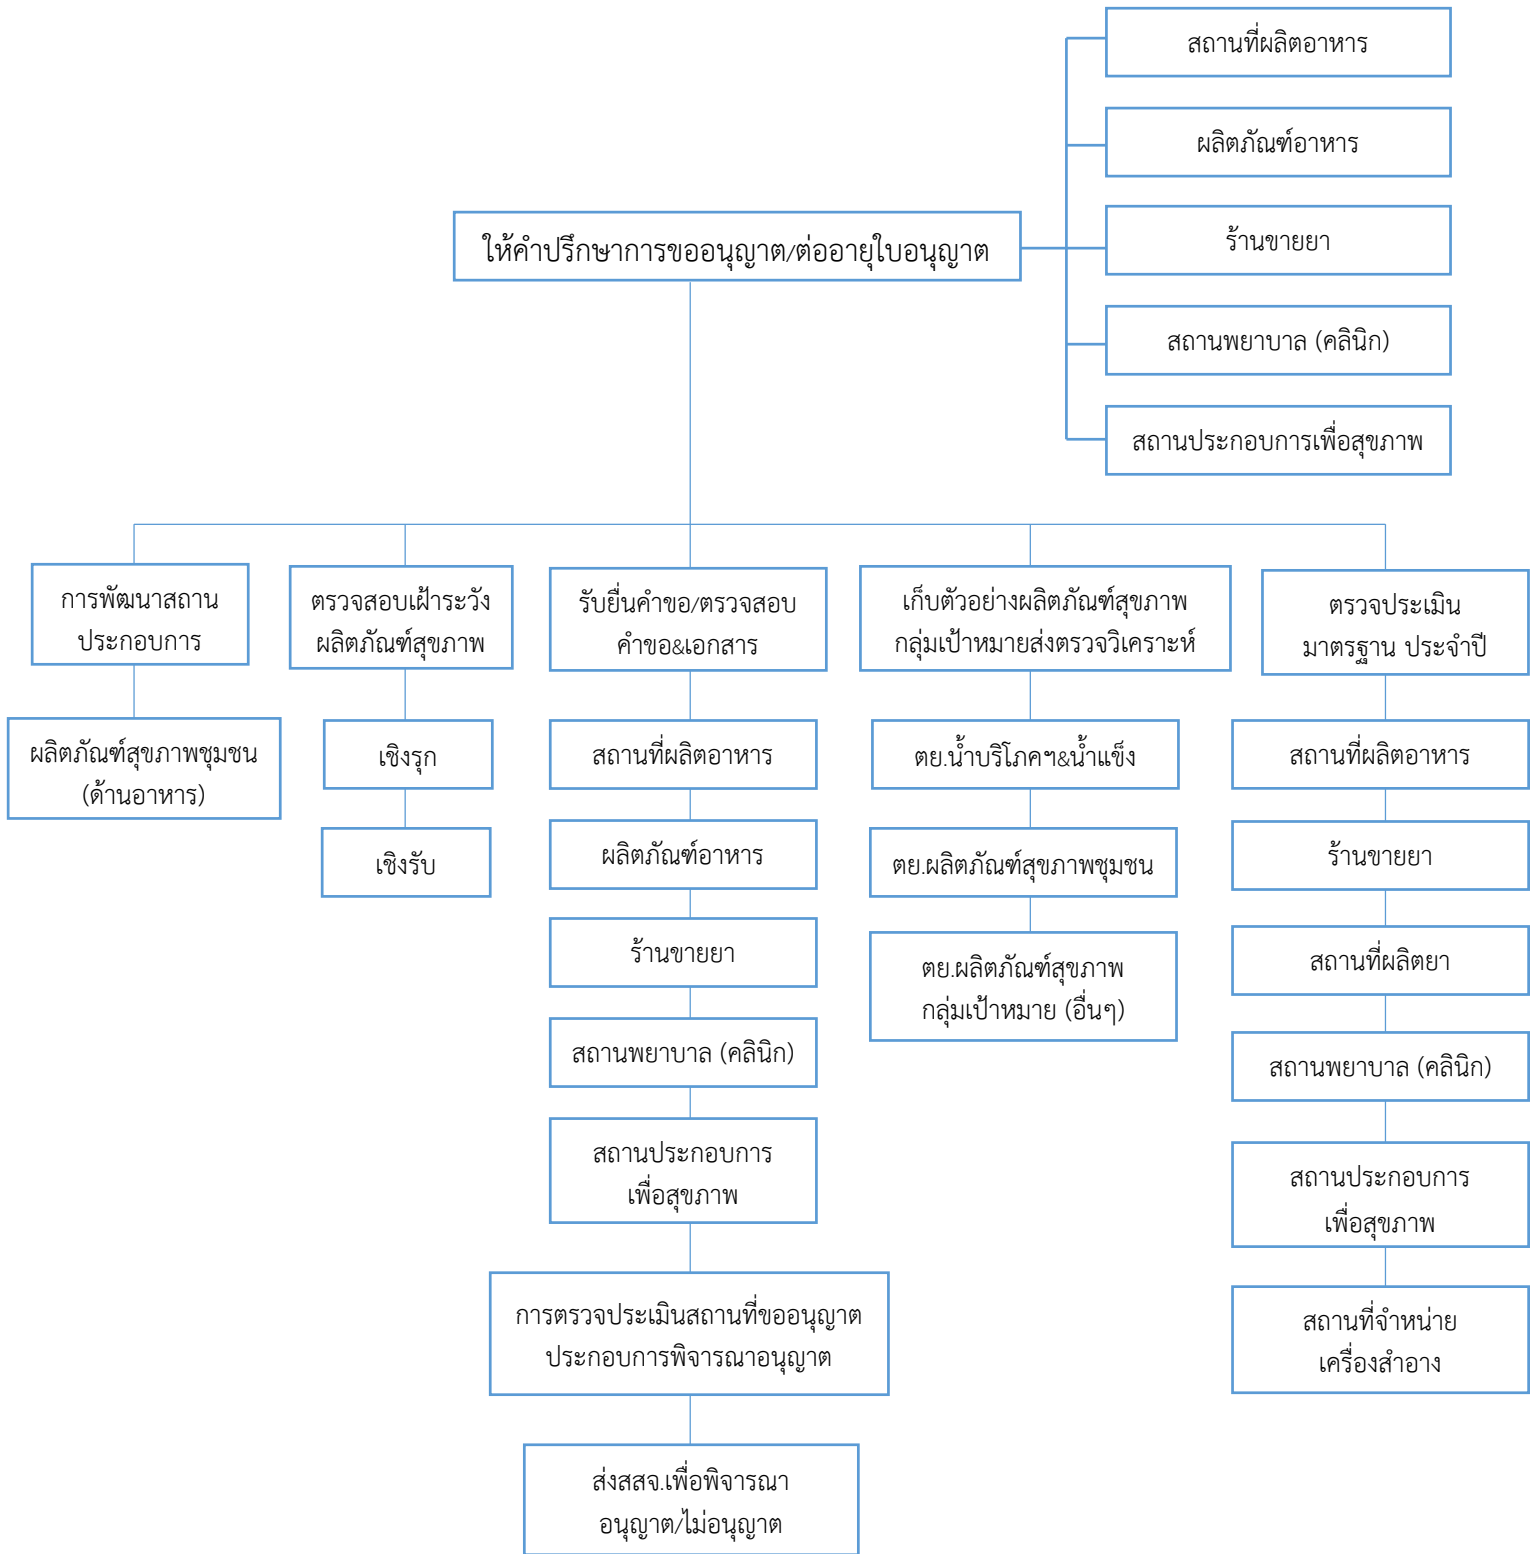 สถานที่ผลิตอาหาร
ผลิตภัณฑ์อาหาร
ร้านขายยา
ให้คำปรึกษาการขออนุญาต/ต่ออายุใบอนุญาต
สถานพยาบาล (คลินิก)
สถานประกอบการเพื่อสุขภาพ
การพัฒนาสถาน
ประกอบการ
ผลิตภัณฑ์สุขภาพชุมชน
(ด้านอาหาร)
ตรวจสอบเฝ้าระวัง
ผลิตภัณฑ์สุขภาพ
เชิงรุก
เชิงรับ
รับยื่นคำขอ/ตรวจสอบ
คำขอ&เอกสาร
สถานที่ผลิตอาหาร
ผลิตภัณฑ์อาหาร
ร้านขายยา
สถานพยาบาล (คลินิก)
สถานประกอบการ
เพื่อสุขภาพ
การตรวจประเมินสถานที่ขออนุญาต
ประกอบการพิจารณาอนุญาต
ส่งสสจ.เพื่อพิจารณา
อนุญาต/ไม่อนุญาต
เก็บตัวอย่างผลิตภัณฑ์สุขภาพ
กลุ่มเป้าหมายส่งตรวจวิเคราะห์
ตย.น้ำบริโภคฯ&น้ำแข็ง
ตย.ผลิตภัณฑ์สุขภาพชุมชน
ตย.ผลิตภัณฑ์สุขภาพ
กลุ่มเป้าหมาย (อื่นๆ)
ตรวจประเมิน
มาตรฐาน ประจำปี
สถานที่ผลิตอาหาร
ร้านขายยา
สถานที่ผลิตยา
สถานพยาบาล (คลินิก)
สถานประกอบการ
เพื่อสุขภาพ
สถานที่จำหน่าย
เครื่องสำอาง